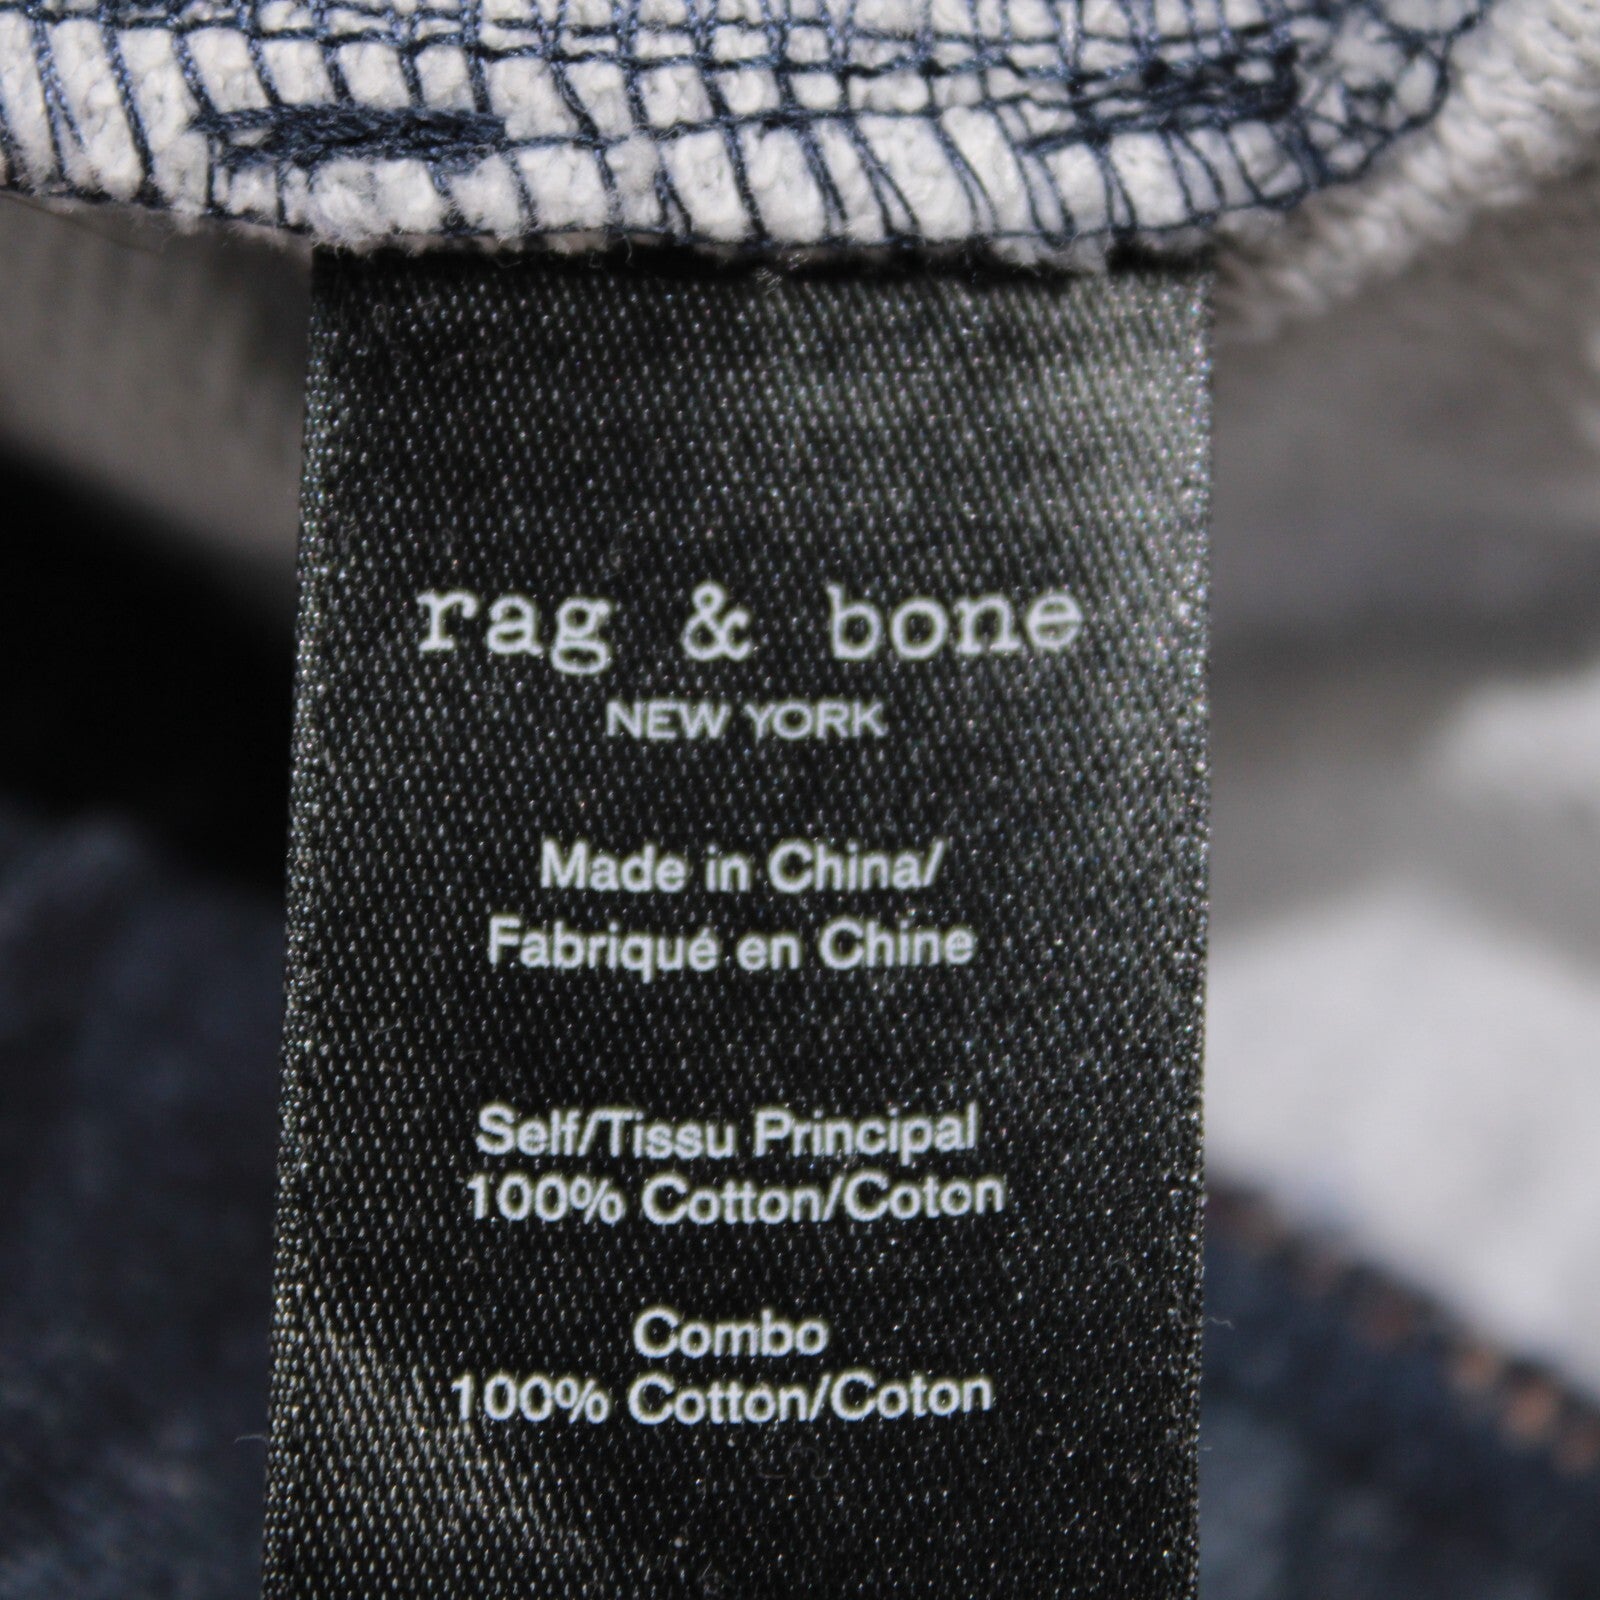 rag & bone
NEW YORK
Made in China/
Fabriqué en Chine
Self/Tissu Principal
100% Cotton/Coton
Combo
100% Cotton/Coton